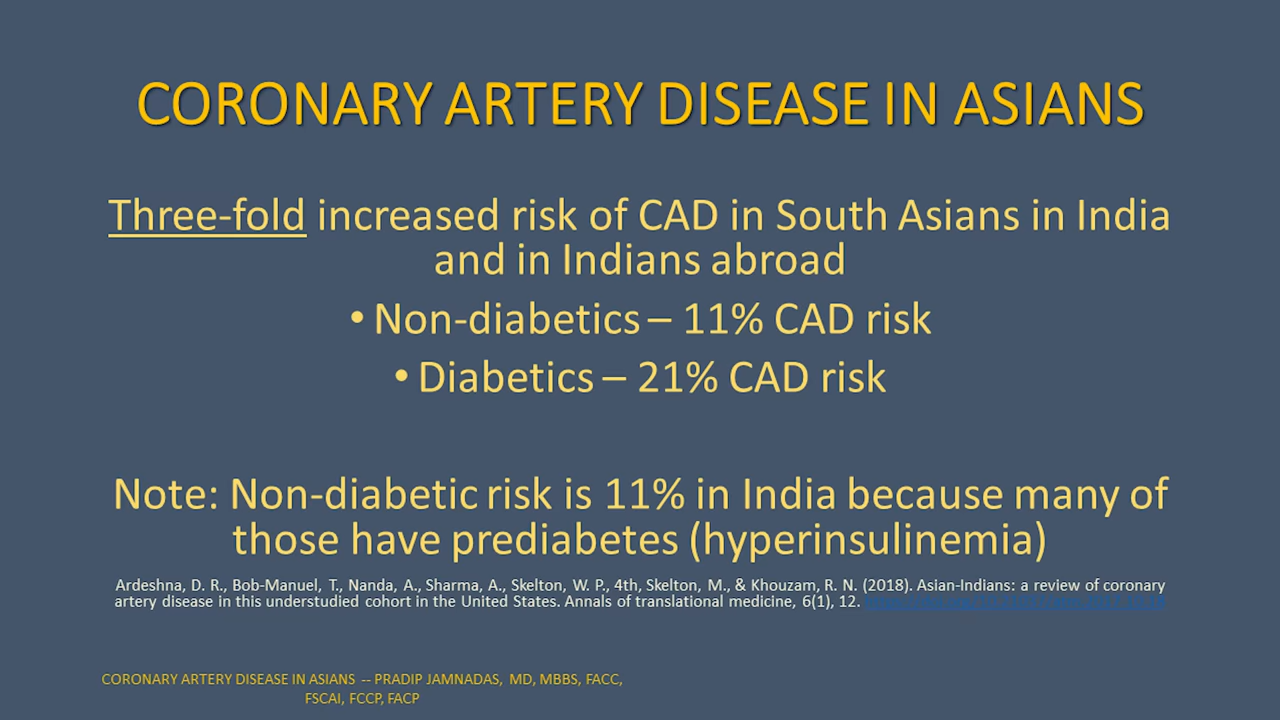 CORONARY ARTERY DISEASE IN ASIANS
Three-fold increased risk of CAD in South Asians in India
and in Indians abroad
• Non-diabetics – 11% CAD risk
• Diabetics – 21% CAD risk
Note: Non-diabetic risk is 11% in India because many of
those have prediabetes (hyperinsulinemia)
Ardeshna, D. R., Bob-Manuel, T., Nanda, A., Sharma, A., Skelton, W. P., 4th, Skelton, M., & Khouzam, R. N. (2018). Asian-Indians: a review of coronary
artery disease in this understudied cohort in the United States. Annals of translational medicine, 6(1), 12.
CORONARY ARTERY DISEASE IN ASIANS -- PRADIP JAMNADAS, MD, MBBS, FACC,
FSCAI, FCCP, FACP